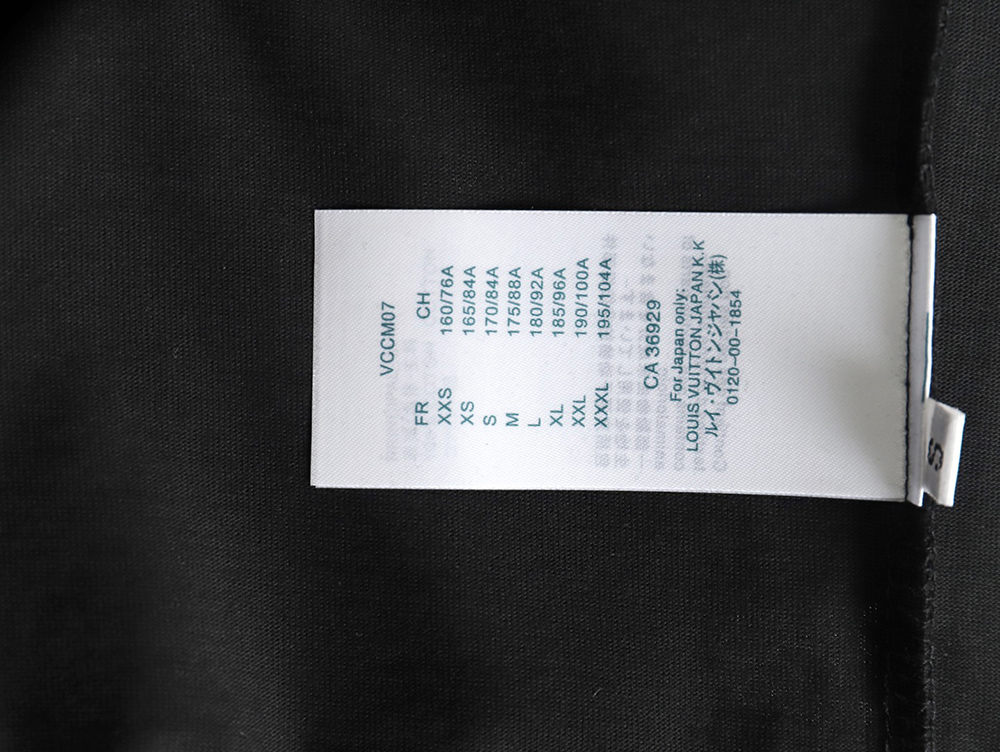 VCCM07
FR CH
XXS 160/76A
XS 165/84A
S 170/84A
M 175/88A
L 180/92A
XL 185/96A
XXL 190/100A
XXXL 195/104A
CA 36929
For Japan only:
LOUIS VUITTON JAPAN K.K
ルイ・ヴイトンジャパン(株)
0120-00-1854
S